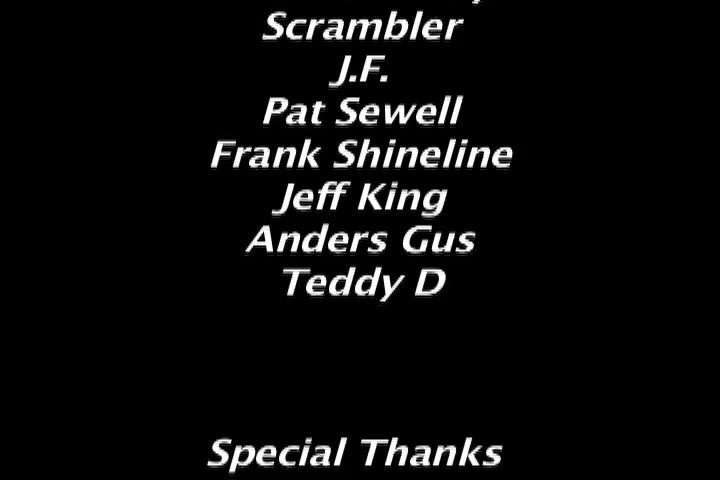 Scrambler
J.F.
Pat Sewell
Frank Shineline
Jeff King
Anders Gus
Teddy D
Special Thanks